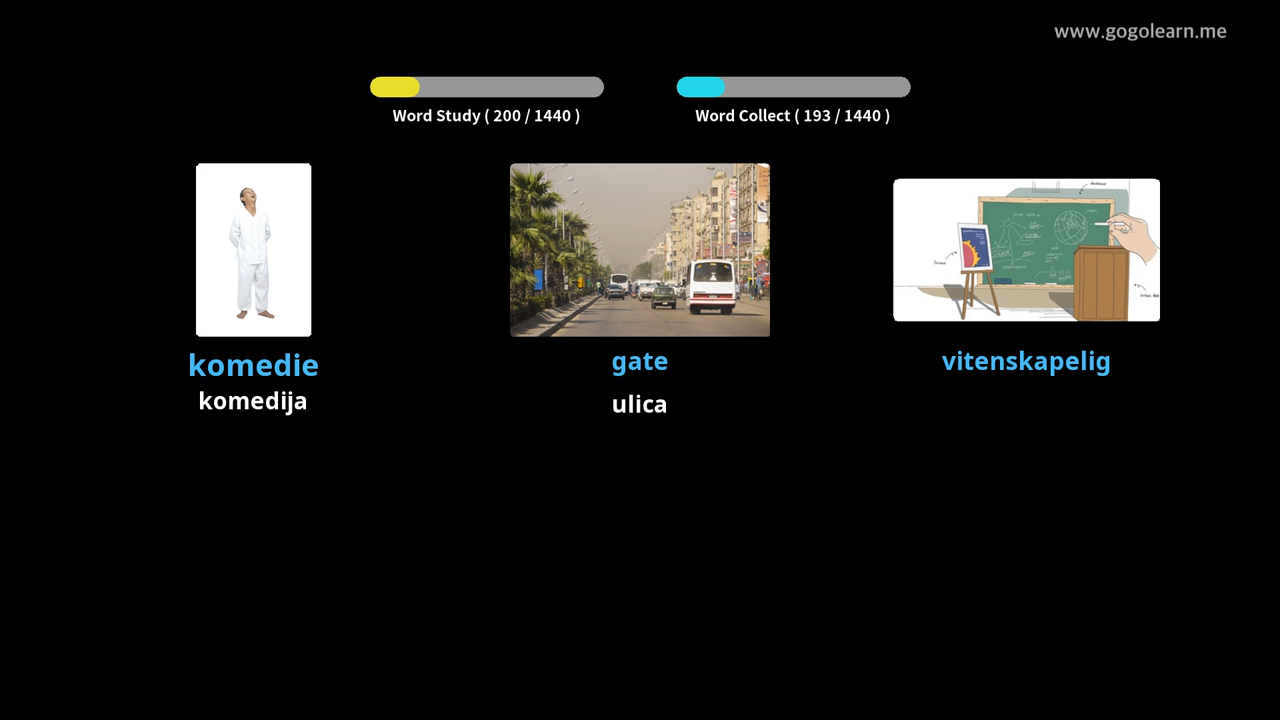 www.gogolearn.me
Word Study ( 200 / 1440 )
Word Collect ( 193 / 1440 )
komedie
komedija
gate
ulica
vitenskapelig